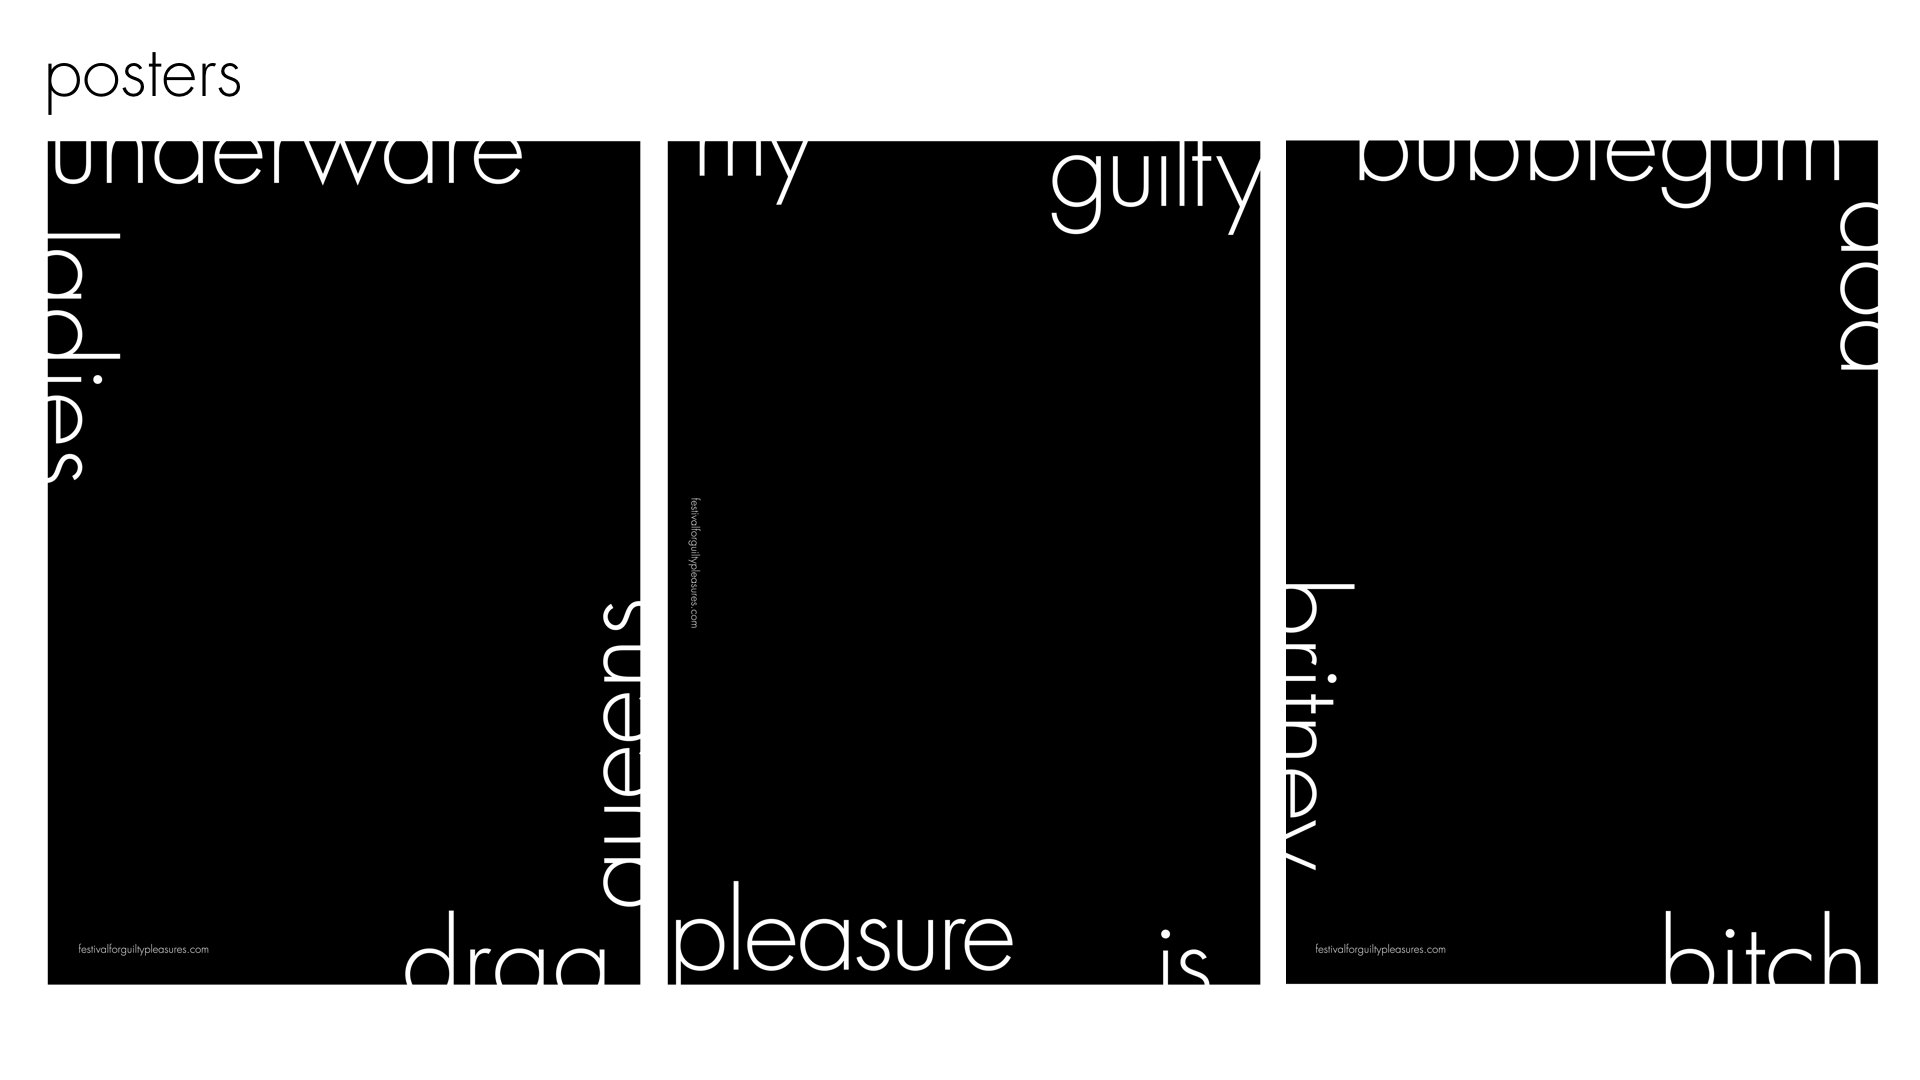 posters
underware
ladies
queens
drag
festivalforguiltypleasures.com
my
guilty
festivalforguiltypleasures.com
pleasure
is
bubblegum
pop
britney
bitch
festivalforguiltypleasures.com